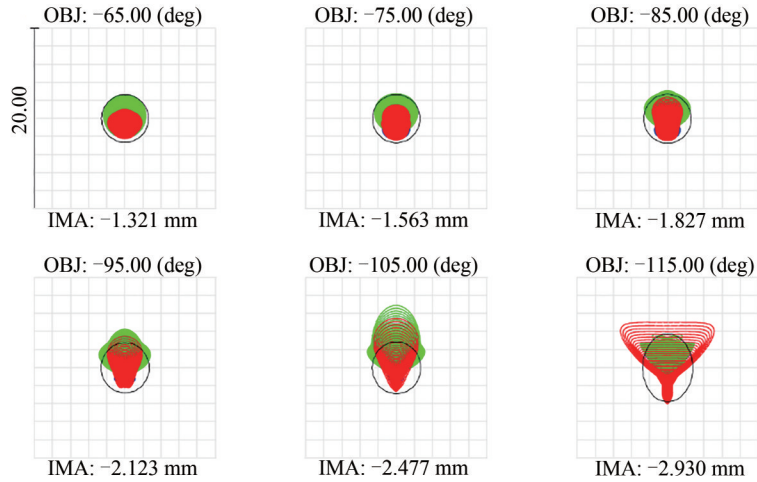 OBJ: −65.00 (deg)
OBJ: −75.00 (deg)
OBJ: −85.00 (deg)
20.00
IMA: −1.321 mm
IMA: −1.563 mm
IMA: −1.827 mm
OBJ: −95.00 (deg)
OBJ: −105.00 (deg)
OBJ: −115.00 (deg)
IMA: −2.123 mm
IMA: −2.477 mm
IMA: −2.930 mm